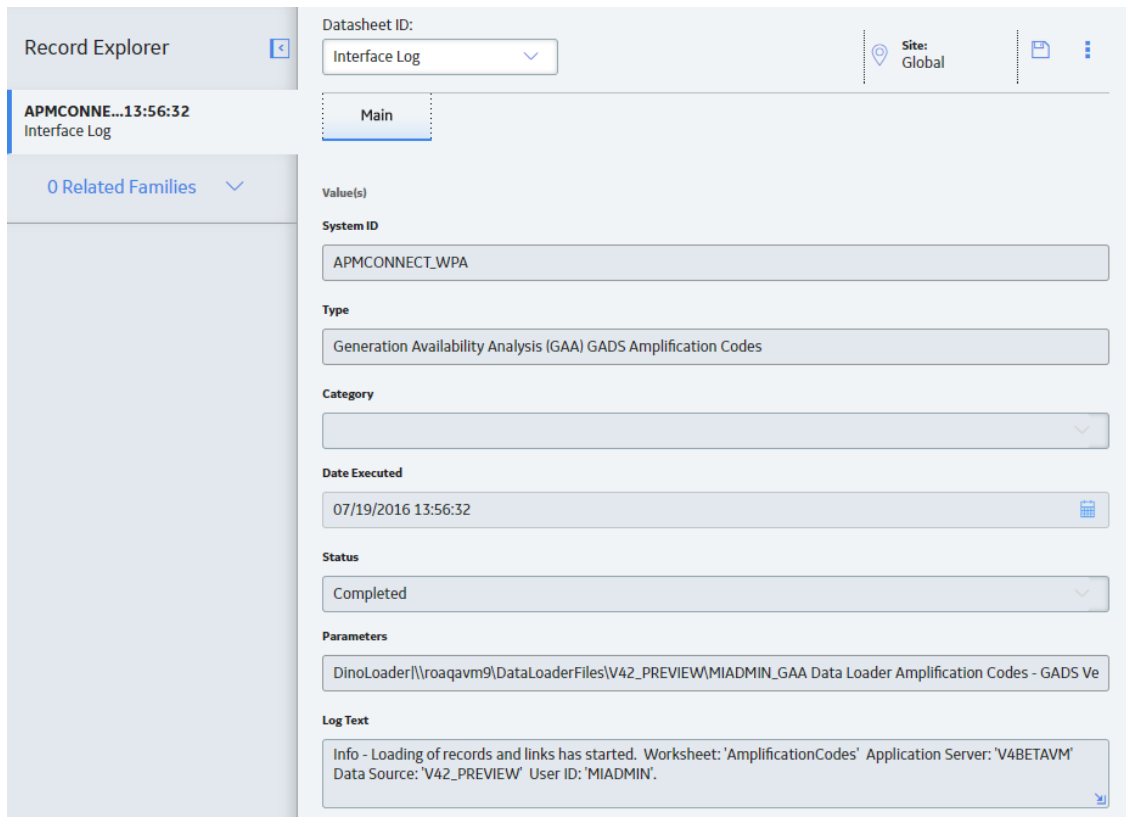 Record Explorer
APMCONNE...13:56:32
Interface Log
0 Related Families
Datasheet ID:
Interface Log
Site:
Global
Main
Value(s)
System ID
APMCONNECT_WPA
Type
Generation Availability Analysis (GAA) GADS Amplification Codes
Category
Date Executed
07/19/2016 13:56:32
Status
Completed
Parameters
DinoLoader|\\roaqavm9\DataLoaderFiles\V42_PREVIEW\MIADMIN_GAA Data Loader Amplification Codes - GADS Ve
Log Text
Info - Loading of records and links has started.  Worksheet: 'AmplificationCodes'  Application Server: 'V4BETAVM'
Data Source: 'V42_PREVIEW'  User ID: 'MIADMIN'.